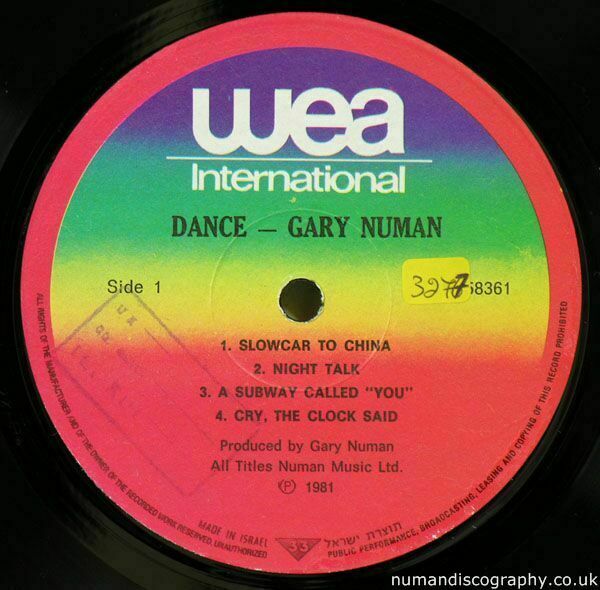 wea
International
DANCE — GARY NUMAN
Side 1
3277
58361
1. SLOWCAR TO CHINA
2. NIGHT TALK
3. A SUBWAY CALLED "YOU"
4. CRY, THE CLOCK SAID
Produced by Gary Numan
All Titles Numan Music Ltd.
Ⓟ 1981
ALL RIGHTS OF THE MANUFACTURER AND OF THE OWNER OF THE RECORDED WORK RESERVED, UNAUTHORIZED
PUBLIC PERFORMANCE, BROADCASTING, LEASING AND COPYING OF THIS RECORD PROHIBITED
MADE IN ISRAEL
33
תוצרת ישראל
numandiscography.co.uk